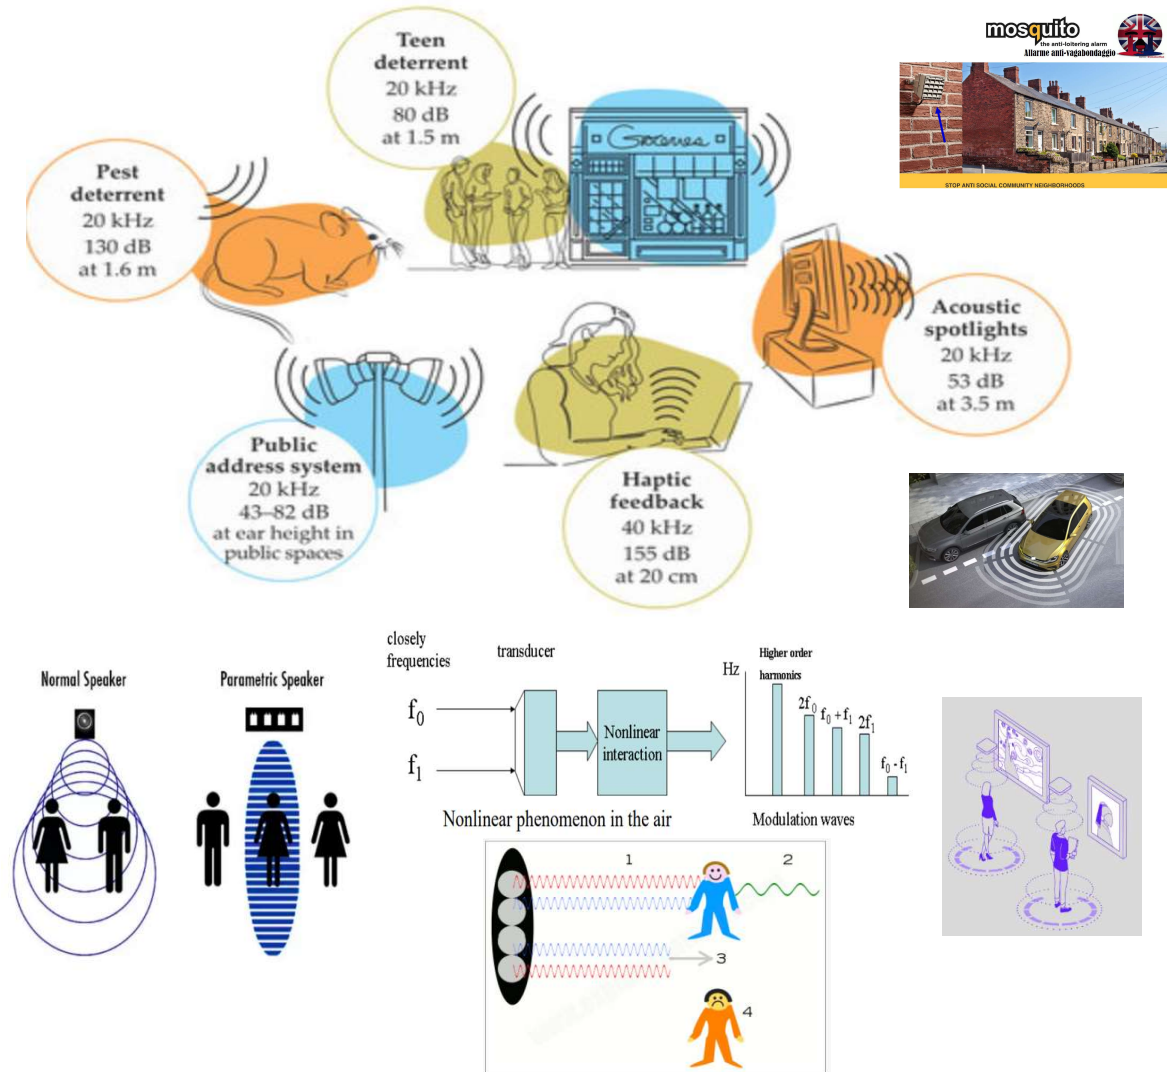 Teen
deterrent
20 kHz
80 dB
at 1.5 m
Groceries
mosquito
the anti-loitering alarm
Allarme anti-vagabondaggio
STOP ANTI SOCIAL COMMUNITY NEIGHBORHOODS
Pest
deterrent
20 kHz
130 dB
at 1.6 m
Acoustic
spotlights
20 kHz
53 dB
at 3.5 m
Public
address system
20 kHz
43–82 dB
at ear height in
public spaces
Haptic
feedback
40 kHz
155 dB
at 20 cm
Normal Speaker
Parametric Speaker
closely
frequencies
transducer
f0
f1
Nonlinear
interaction
Nonlinear phenomenon in the air
Hz
Higher order
harmonics
2f0
f0 + f1
2f1
f0 - f1
Modulation waves
1
2
3
4